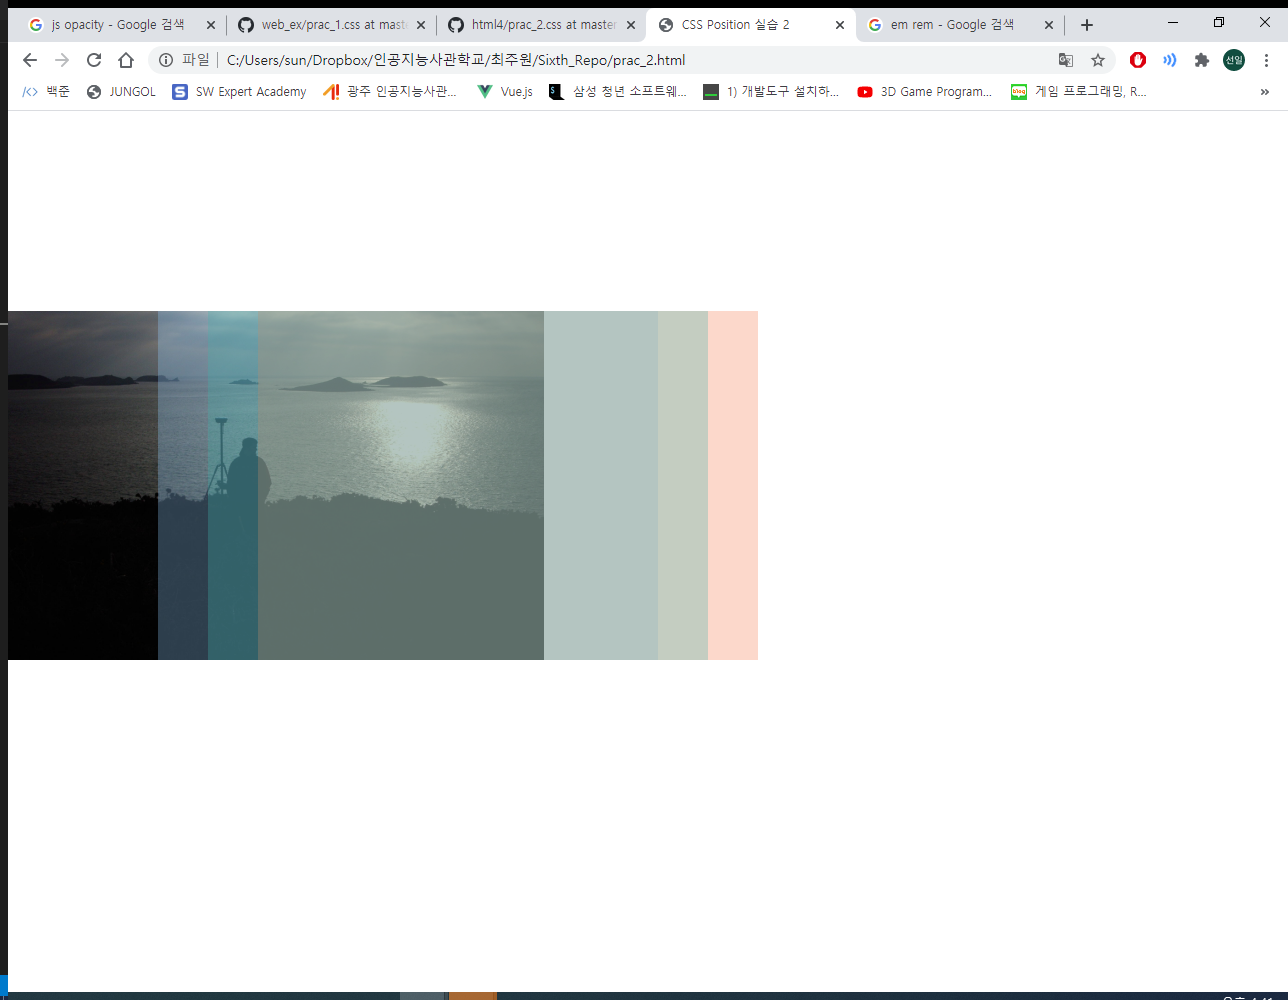 js opacity - Google 검색
web_ex/prac_1.css at mast
html4/prac_2.css at master
CSS Position 실습 2
em rem - Google 검색
파일 C:/Users/sun/Dropbox/인공지능사관학교/최주원/Sixth_Repo/prac_2.html
선일
백준 JUNGOL SW Expert Academy 광주 인공지능사관... Vue.js 삼성 청년 소프트웨... 1) 개발도구 설치하... 3D Game Program... 게임 프로그래밍, R...